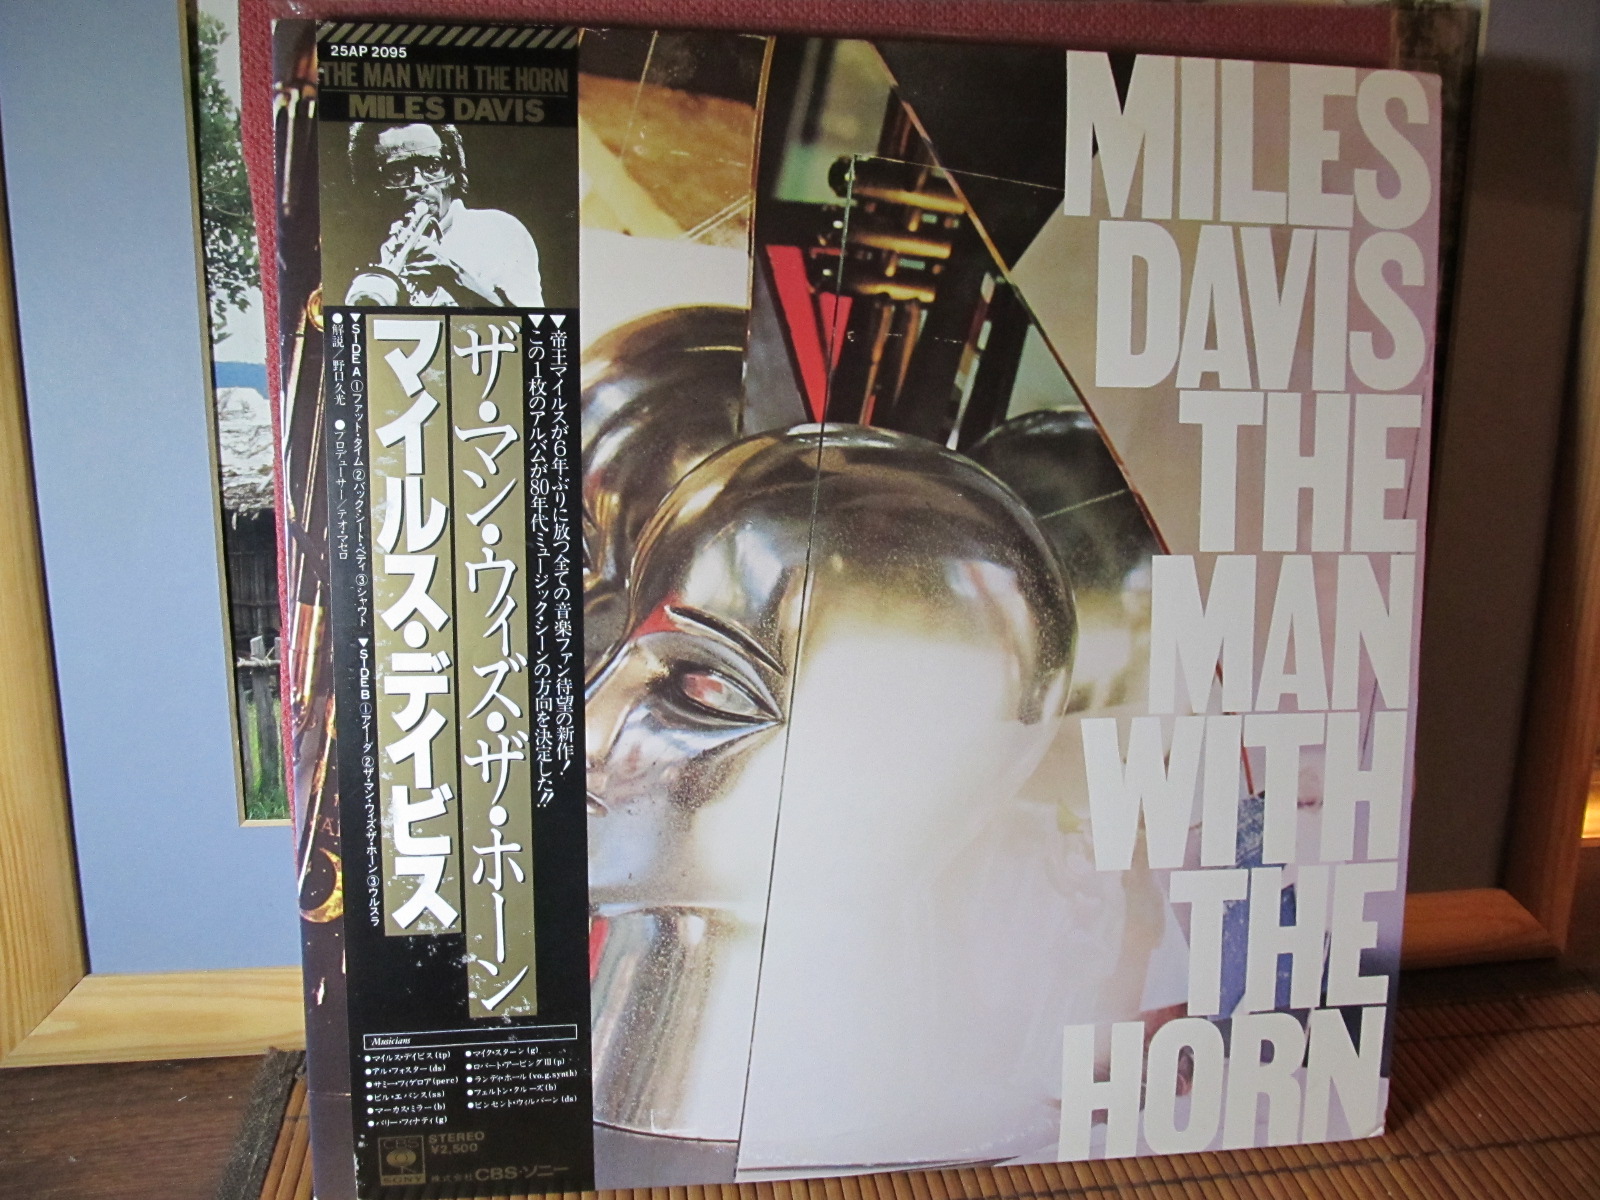 25AP 2095
THE MAN WITH THE HORN
MILES DAVIS
▼帝王マイルスが6年ぶりに放つ全ての音楽ファン待望の新作!
▼この1枚のアルバムが80年代ミュージック・シーンの方向を決定した!!
ザ・マン・ウィズ・ザ・ホーン
マイルス・デイビス
▼SIDE A ①ファット・タイム ②バック・シート・ベティ ③シャウト ▼SIDE B ①アイーダ ②ザ・マン・ウィズ・ザ・ホーン ③ウルスラ
●解説/野口久光 ●プロデューサー/テオ・マセロ
Musicians
●マイルス・デイビス(tp)
●アル・フォスター(ds)
●サミー・フィゲロア(perc)
●ビル・エバンス(ss)
●マーカス・ミラー(b)
●バリー・フィナティ(g)
●マイク・スターン(g)
●ロバート・アービングIII(p)
●ランディ・ホール(vo.g.synth)
●フェルトン・クルーズ(b)
●ビンセント・ウィルバーン(ds)
CBS
SONY
STEREO
¥2,500
株式会社CBS・ソニー
MILES
DAVIS
THE
MAN
WITH
THE
HORN